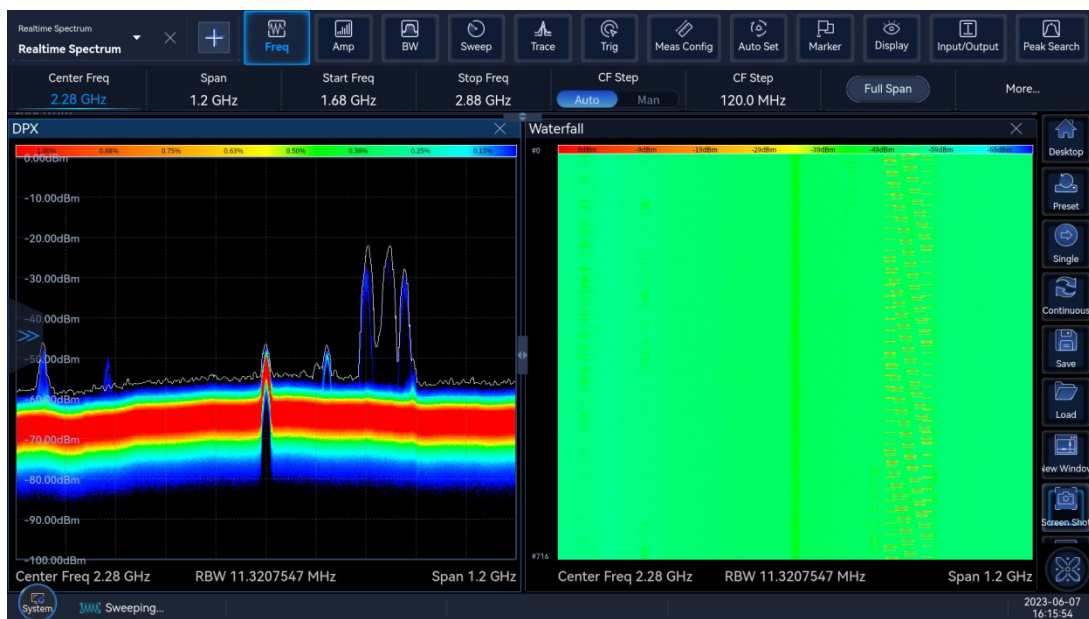 Realtime Spectrum
Realtime Spectrum
Freq
Amp
BW
Sweep
Trace
Trig
Meas Config
Auto Set
Marker
Display
Input/Output
Peak Search
Center Freq
2.28 GHz
Span
1.2 GHz
Start Freq
1.68 GHz
Stop Freq
2.88 GHz
CF Step
Auto Man
CF Step
120.0 MHz
Full Span
More...
DPX
1.00% 0.88% 0.75% 0.63% 0.50% 0.38% 0.25% 0.13%
0.00dBm
-10.00dBm
-20.00dBm
-30.00dBm
-40.00dBm
-50.00dBm
-60.00dBm
-70.00dBm
-80.00dBm
-90.00dBm
-100.00dBm
Center Freq 2.28 GHz RBW 11.3207547 MHz Span 1.2 GHz
Waterfall
#0
0dBm -9dBm -19dBm -29dBm -39dBm -49dBm -59dBm -69dBm
#716
Center Freq 2.28 GHz RBW 11.3207547 MHz Span 1.2 GHz
Desktop
Preset
Single
Continuous
Save
Load
New Window
Screen Shot
System
Sweeping...
2023-06-07
16:15:54